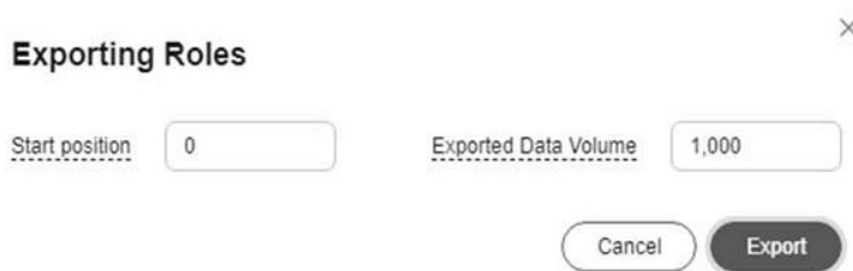 Exporting Roles
Start position 0 Exported Data Volume 1,000
Cancel Export